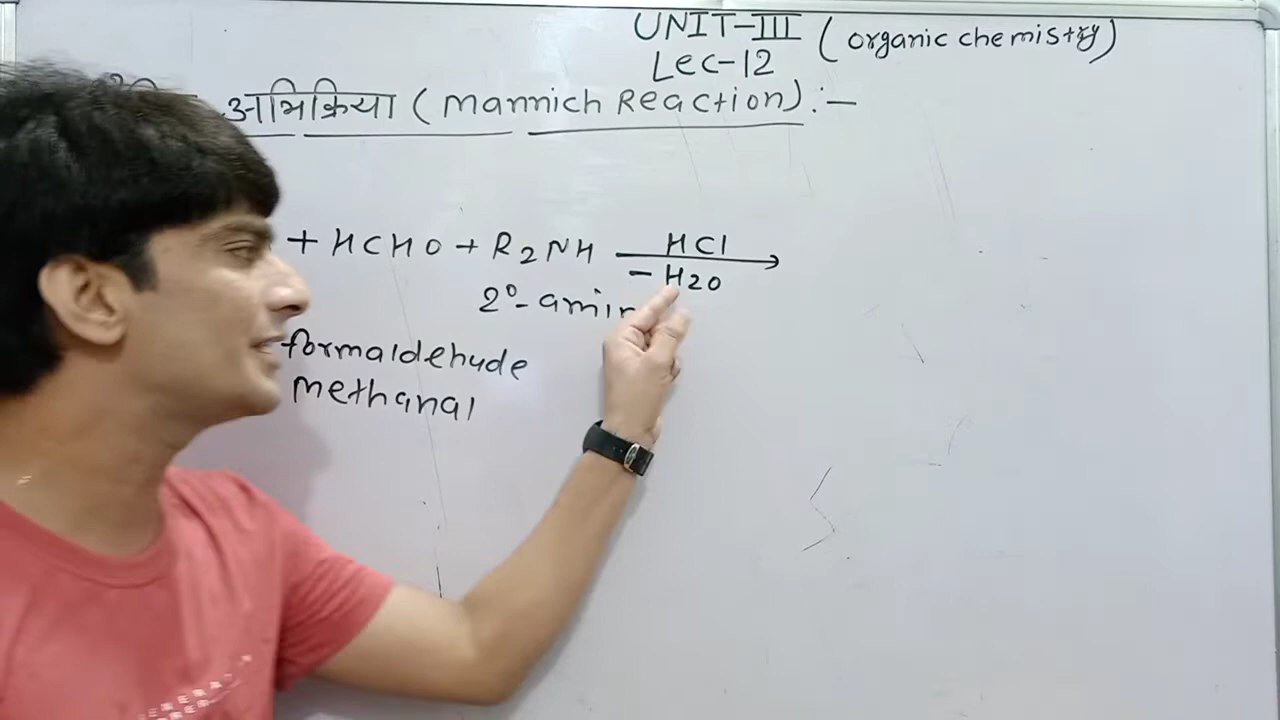 UNIT-III (organic chemistry)
Lec-12
अभिक्रिया (Mannich Reaction) :-
+ HCHO + R2NH
HCl
- H2O
2°-amin
formaldehyde
methanal